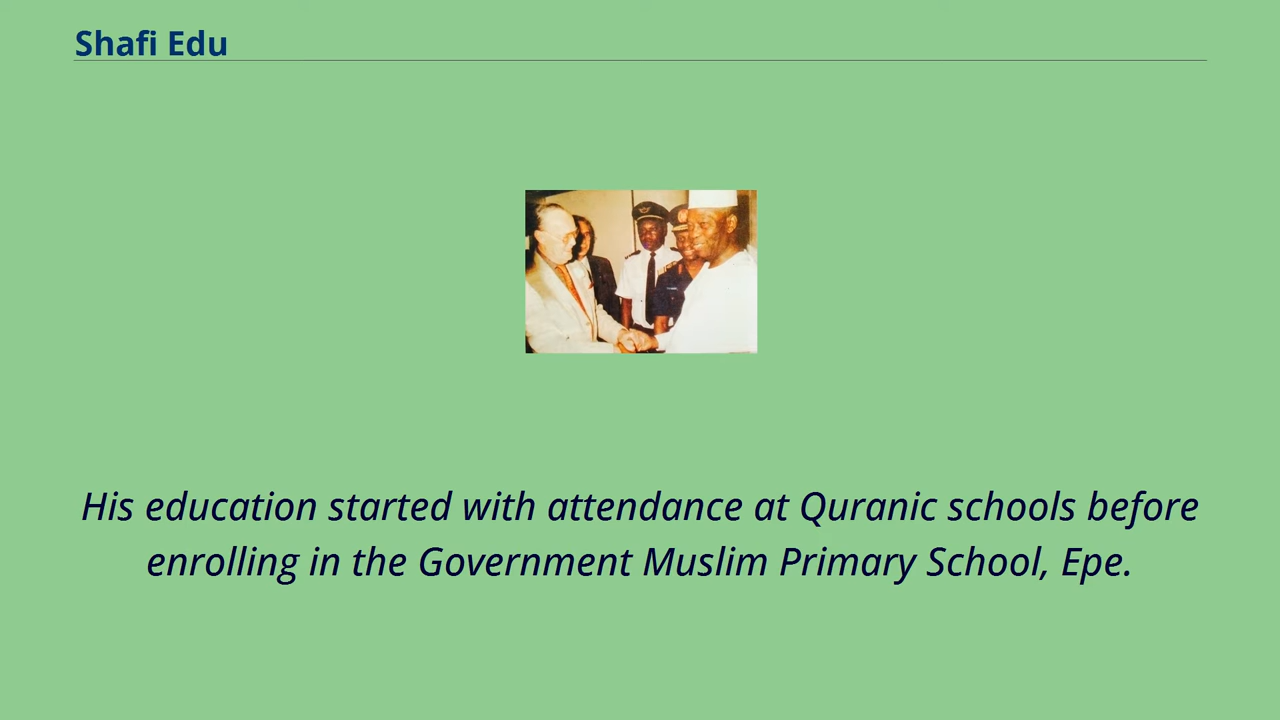 Shafi Edu
His education started with attendance at Quranic schools before
enrolling in the Government Muslim Primary School, Epe.